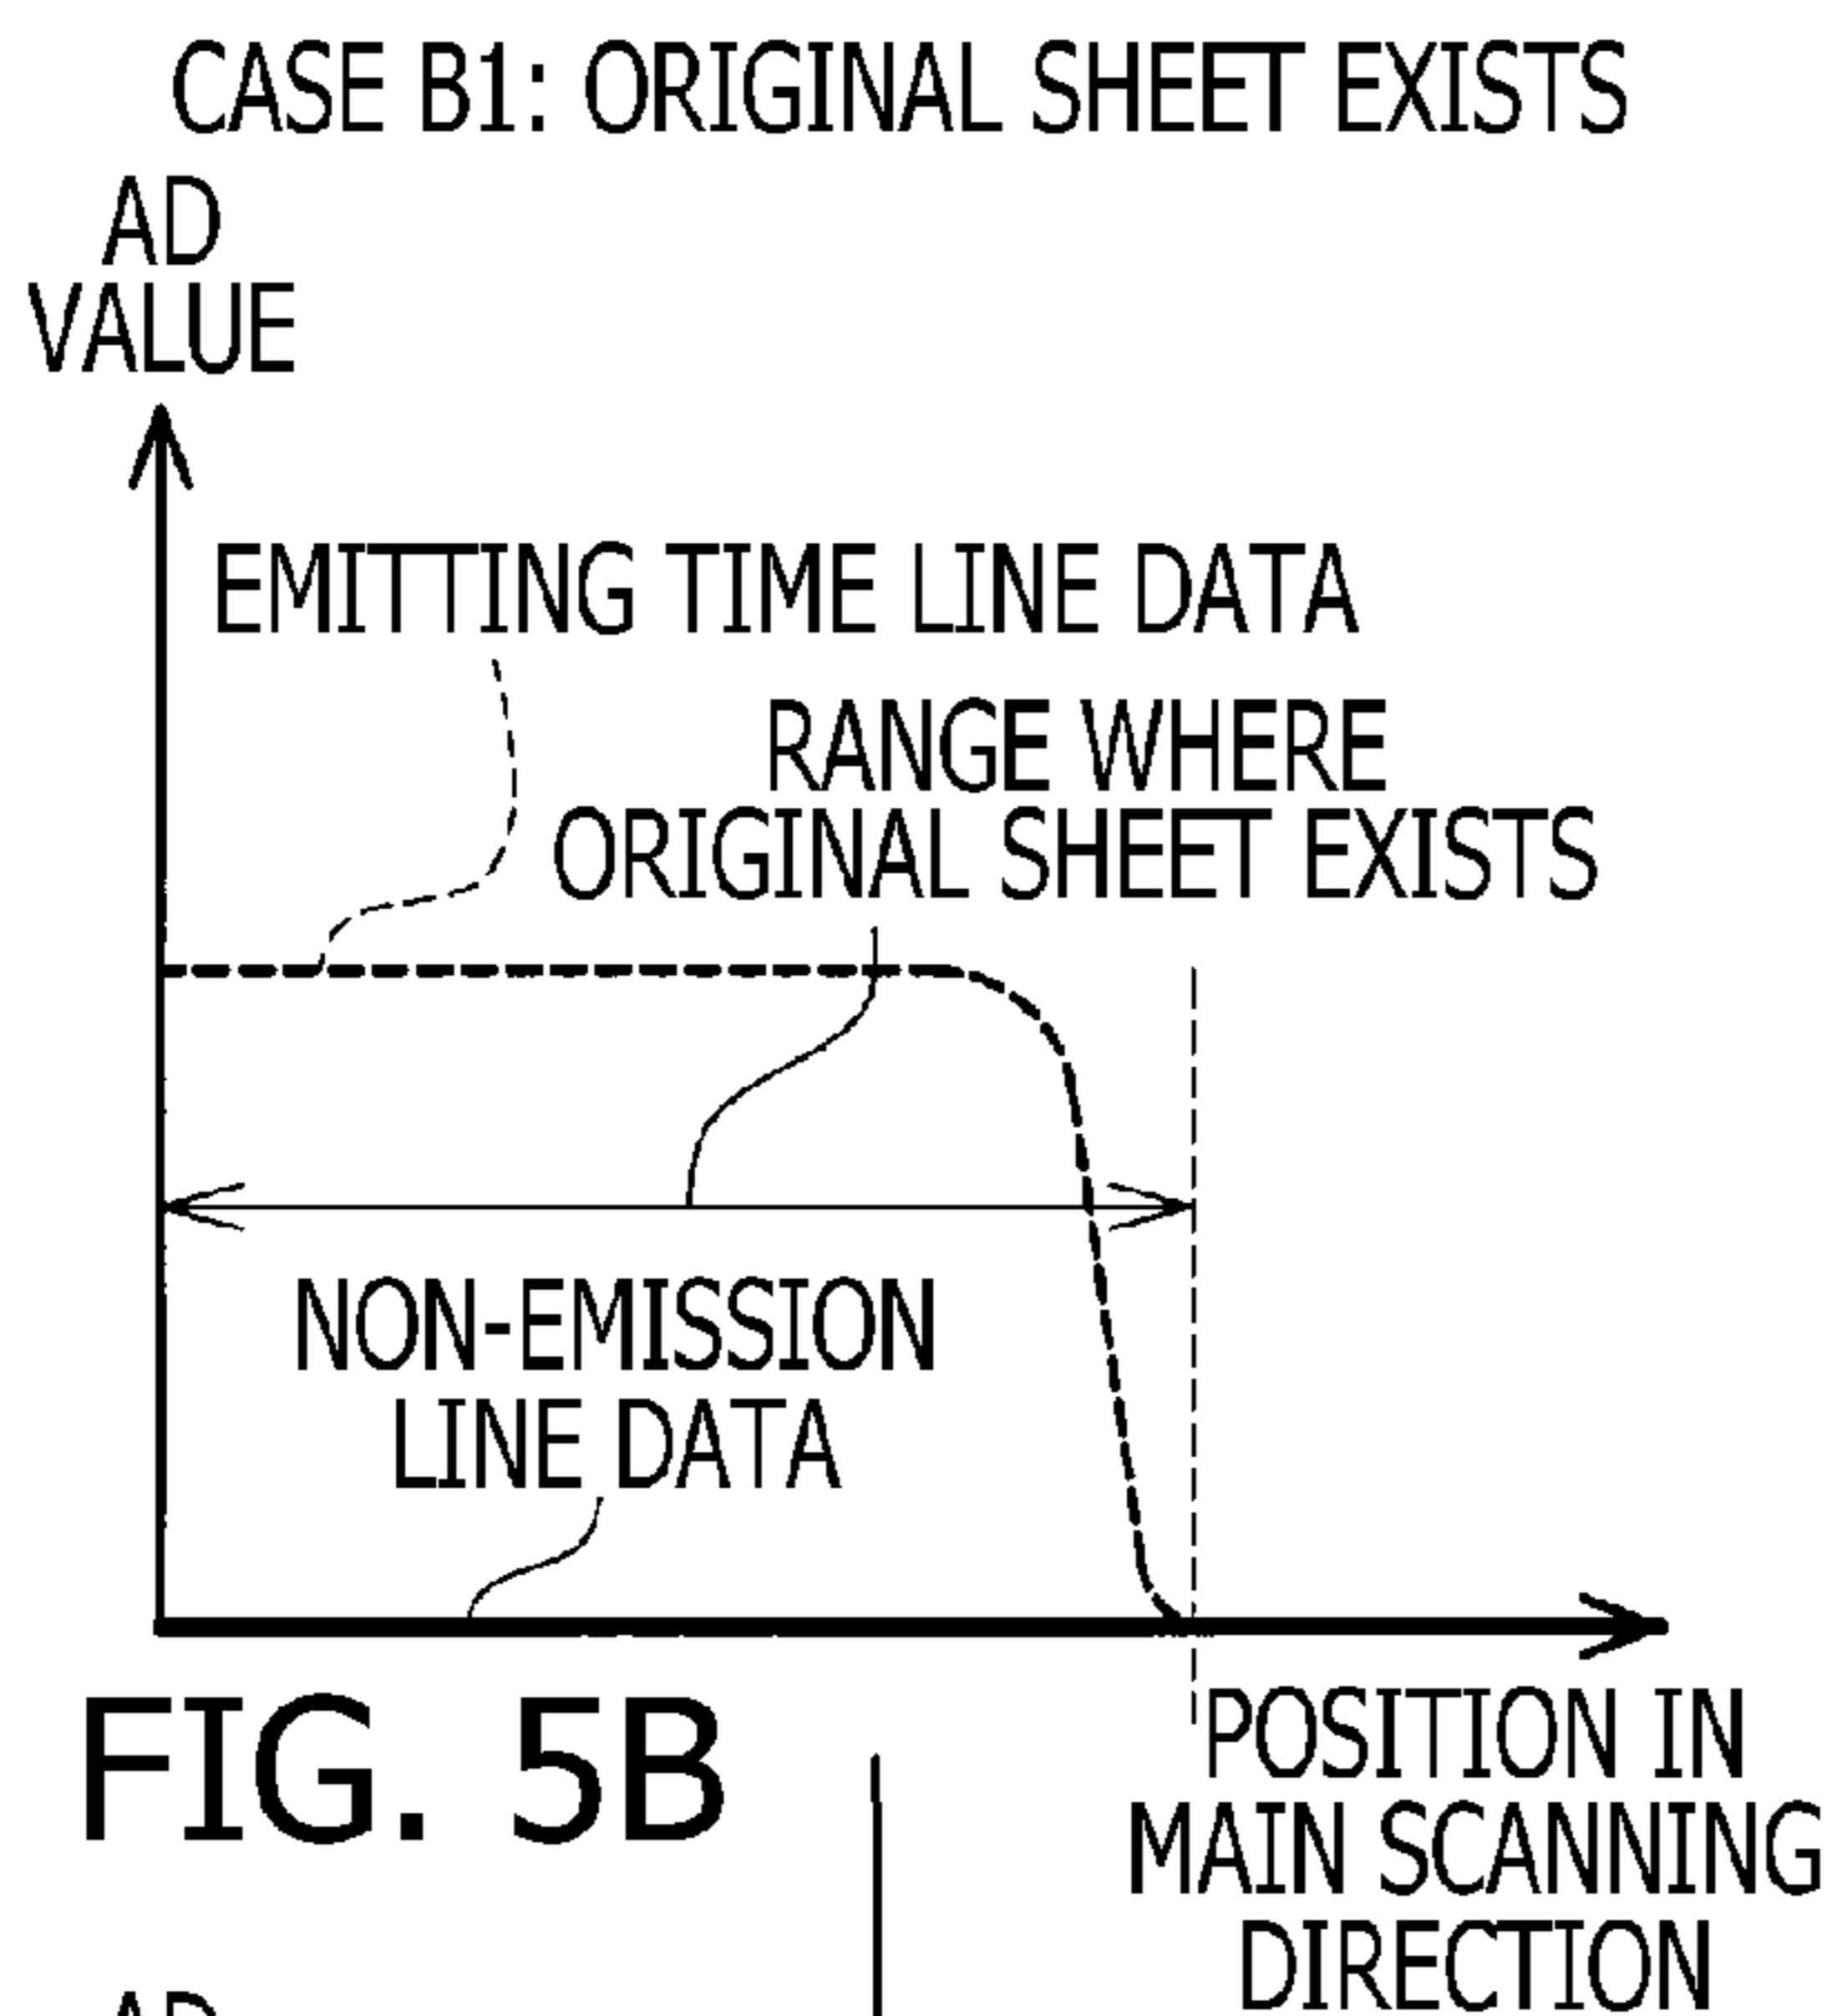 CASE B1: ORIGINAL SHEET EXISTS
AD
VALUE
EMITTING TIME LINE DATA
RANGE WHERE
ORIGINAL SHEET EXISTS
NON-EMISSION
LINE DATA
POSITION IN
MAIN SCANNING
DIRECTION
FIG. 5B
AD